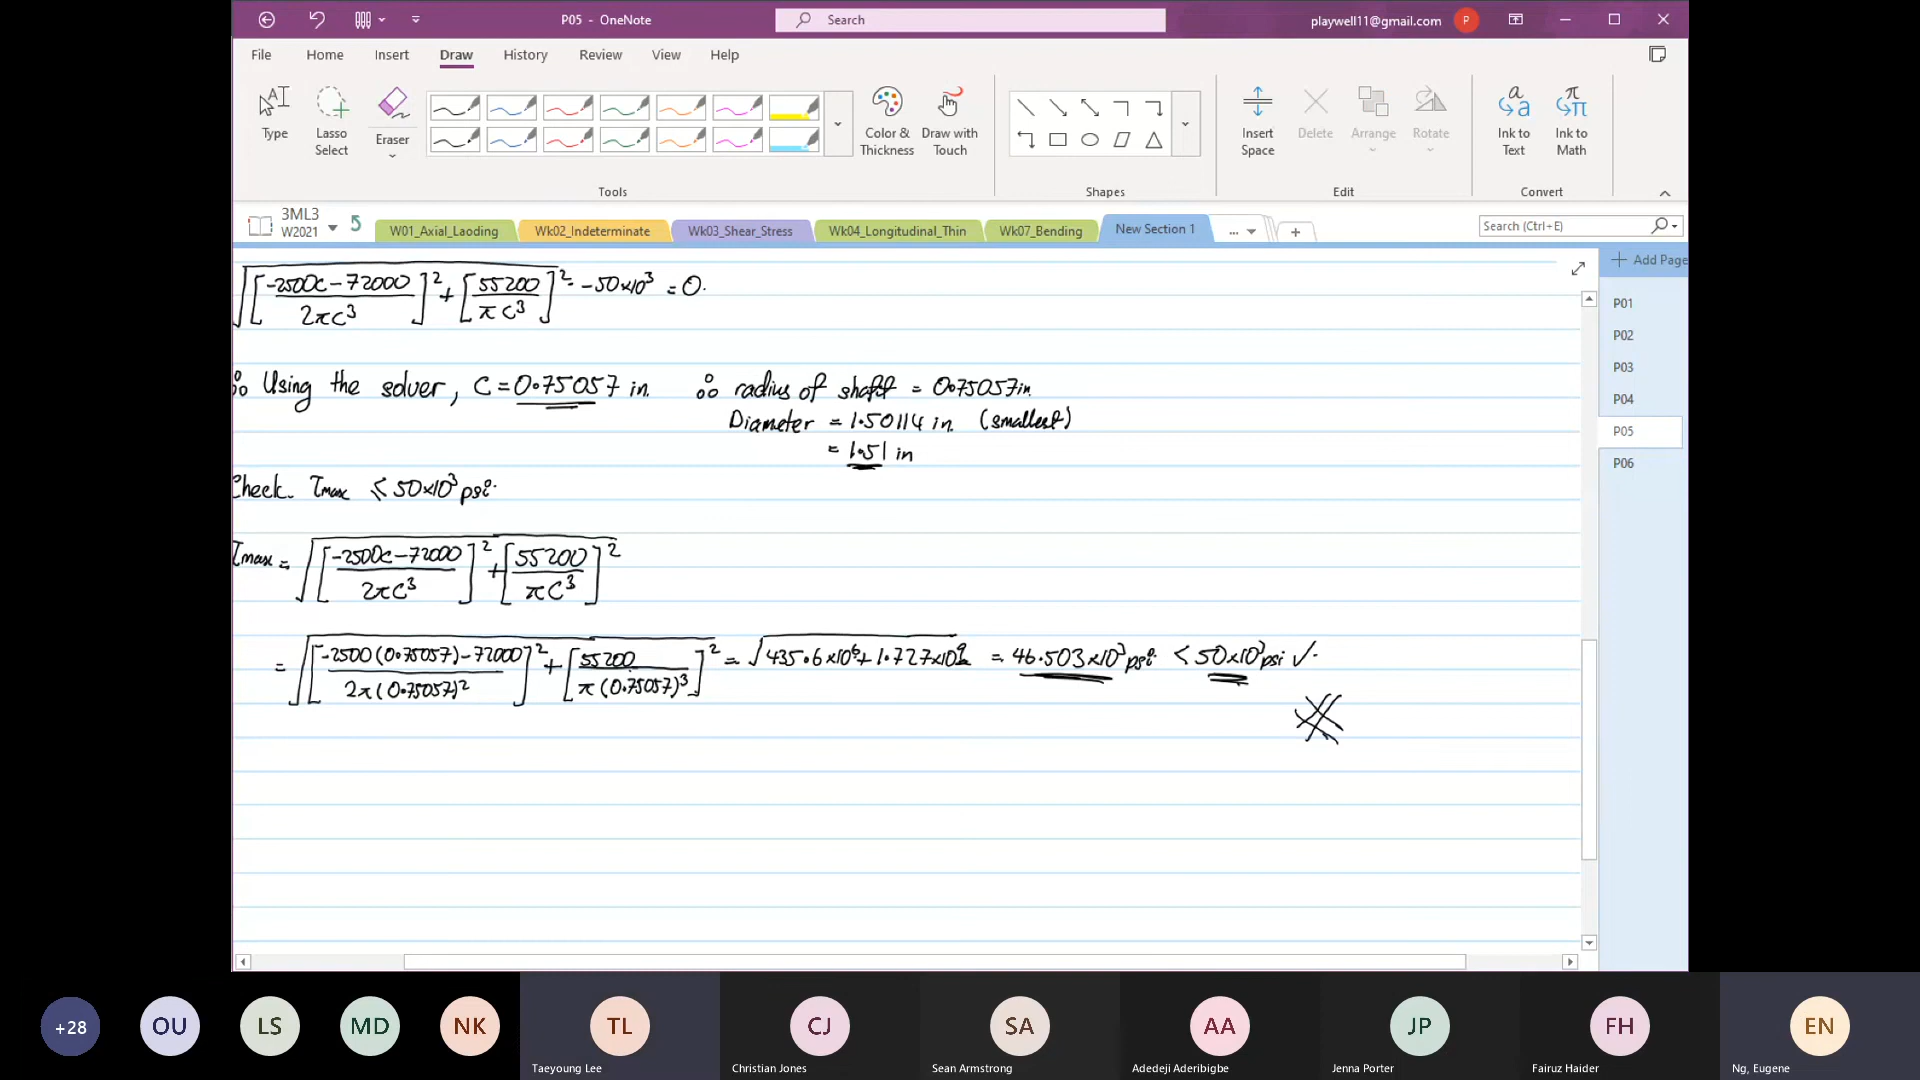 P05 - OneNote
Search
playwell11@gmail.com
P
File Home Insert Draw History Review View Help
Type
Lasso Select
Eraser
Color & Thickness
Draw with Touch
Insert Space
Delete
Arrange
Rotate
Ink to Text
Ink to Math
Tools
Shapes
Edit
Convert
3ML3 W2021
W01_Axial_Laoding
Wk02_Indeterminate
Wk03_Shear_Stress
Wk04_Longitudinal_Thin
Wk07_Bending
New Section 1
...
Search (Ctrl+E)
Add Page
P01
P02
P03
P04
P05
P06
√[[-2500c-72000 / 2πc³]² + [55200 / πc³]²] - 50×10³ = 0.
∴ Using the solver, C = 0.75057 in. ∴ radius of shaft = 0.75057in.
Diameter = 1.50114 in. (smallest)
= 1.51 in
Check τmax ≤ 50×10³ psi.
τmax = √[[-2500c-72000 / 2πc³]² + [55200 / πc³]²]
= √[[-2500(0.75057)-72000 / 2π(0.75057)²]² + [55200 / π(0.75057)³]²] = √435.6×10⁶+1.727×10⁹ = 46.503×10³psi < 50×10³psi ✓
+28
OU
LS
MD
NK
TL
CJ
SA
AA
JP
FH
EN
Taeyoung Lee
Christian Jones
Sean Armstrong
Adedeji Aderibigbe
Jenna Porter
Fairuz Haider
Ng, Eugene